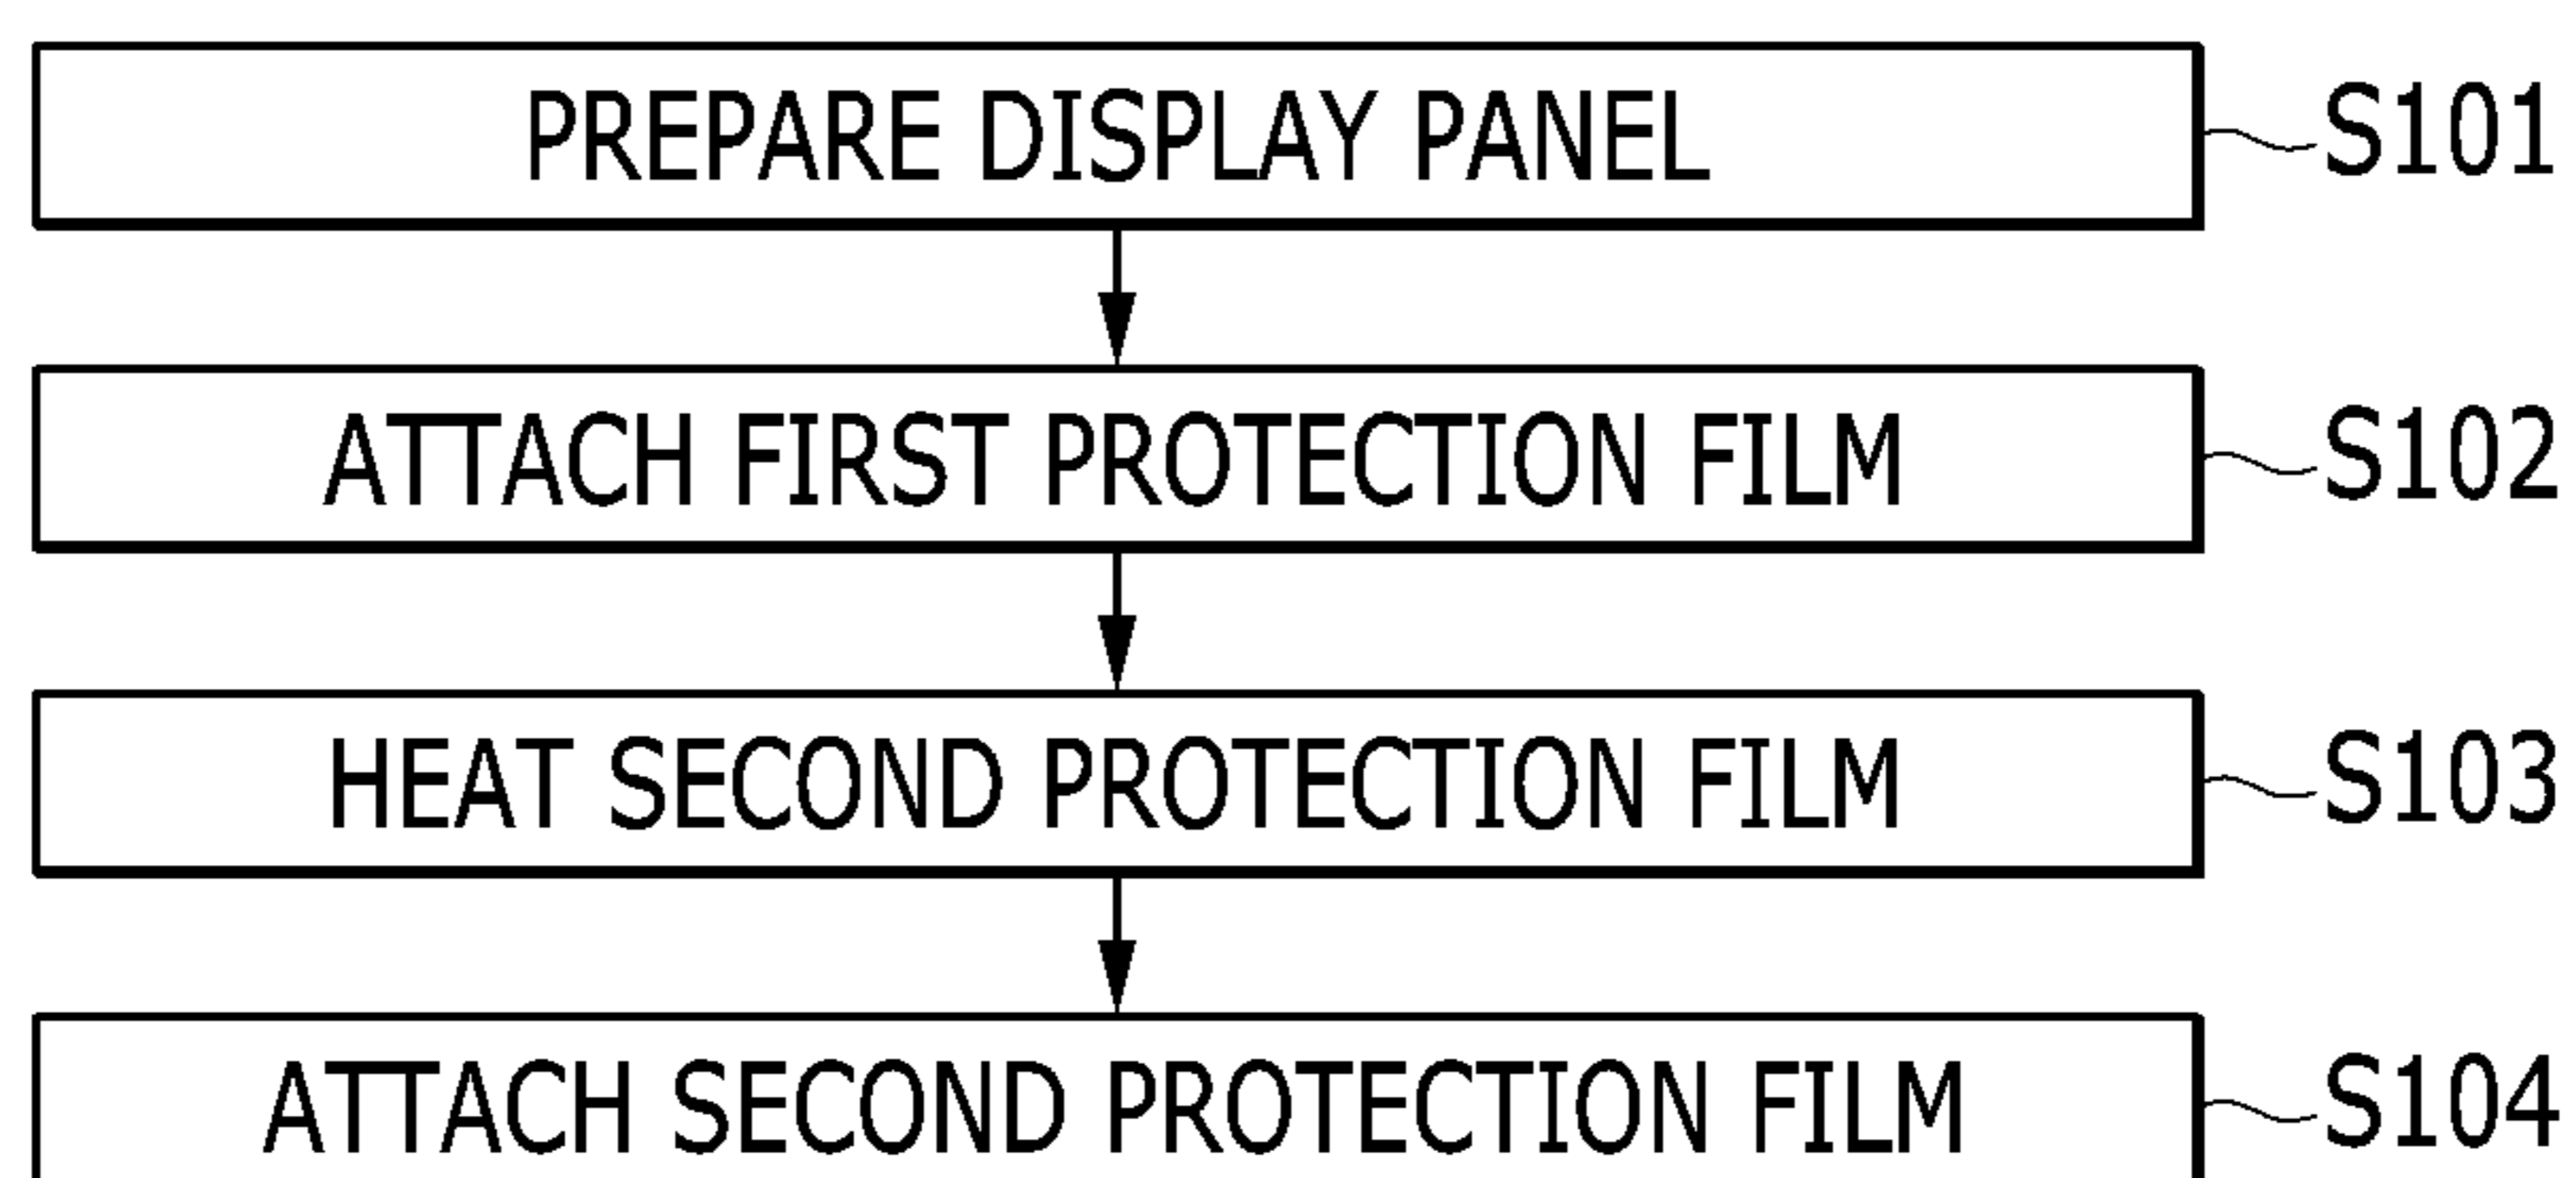 PREPARE DISPLAY PANEL S101
ATTACH FIRST PROTECTION FILM S102
HEAT SECOND PROTECTION FILM S103
ATTACH SECOND PROTECTION FILM S104